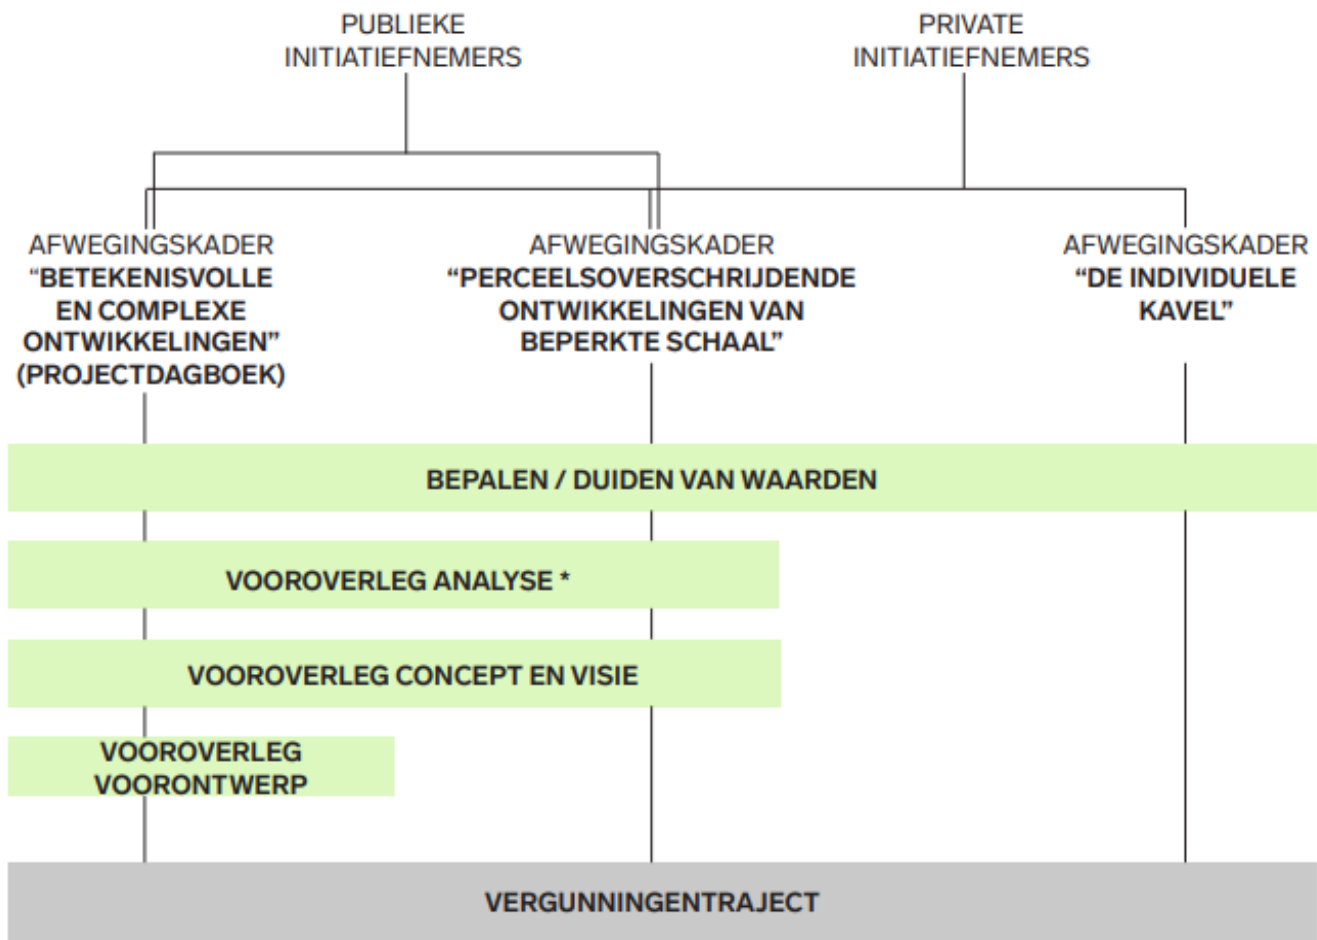 PUBLIEKE
INITIATIEFNEMERS
PRIVATE
INITIATIEFNEMERS
AFWEGINGSKADER
“BETEKENISVOLLE
EN COMPLEXE
ONTWIKKELINGEN”
(PROJECTDAGBOEK)
AFWEGINGSKADER
“PERCEELSOVERSCHRIJDENDE
ONTWIKKELINGEN VAN
BEPERKTE SCHAAL”
AFWEGINGSKADER
“DE INDIVIDUELE
KAVEL”
BEPALEN / DUIDEN VAN WAARDEN
VOOROVERLEG ANALYSE *
VOOROVERLEG CONCEPT EN VISIE
VOOROVERLEG
VOORONTWERP
VERGUNNINGENTRAJECT